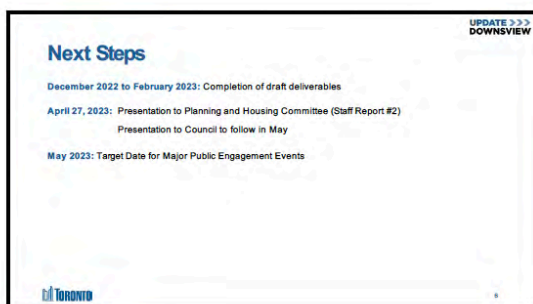 UPDATE >>>
DOWNSVIEW
Next Steps
December 2022 to February 2023: Completion of draft deliverables
April 27, 2023: Presentation to Planning and Housing Committee (Staff Report #2)
Presentation to Council to follow in May
May 2023: Target Date for Major Public Engagement Events
TORONTO